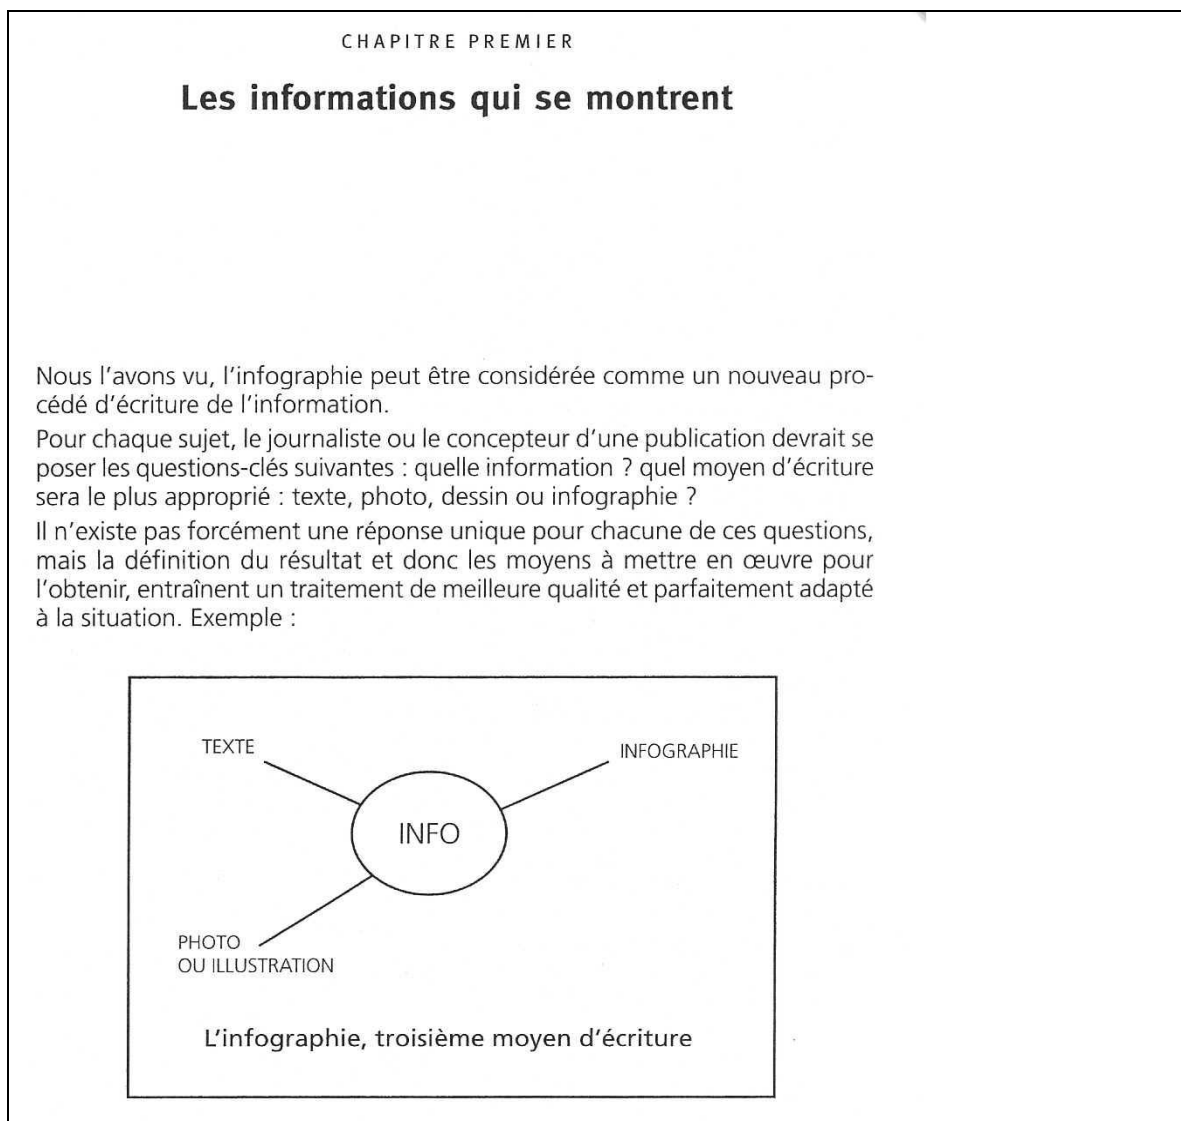 CHAPITRE PREMIER
Les informations qui se montrent
Nous l'avons vu, l'infographie peut être considérée comme un nouveau pro-
cédé d'écriture de l'information.
Pour chaque sujet, le journaliste ou le concepteur d'une publication devrait se
poser les questions-clés suivantes : quelle information ? quel moyen d'écriture
sera le plus approprié : texte, photo, dessin ou infographie ?
Il n'existe pas forcément une réponse unique pour chacune de ces questions,
mais la définition du résultat et donc les moyens à mettre en œuvre pour
l'obtenir, entraînent un traitement de meilleure qualité et parfaitement adapté
à la situation. Exemple :
TEXTE
INFOGRAPHIE
INFO
PHOTO
OU ILLUSTRATION
L'infographie, troisième moyen d'écriture